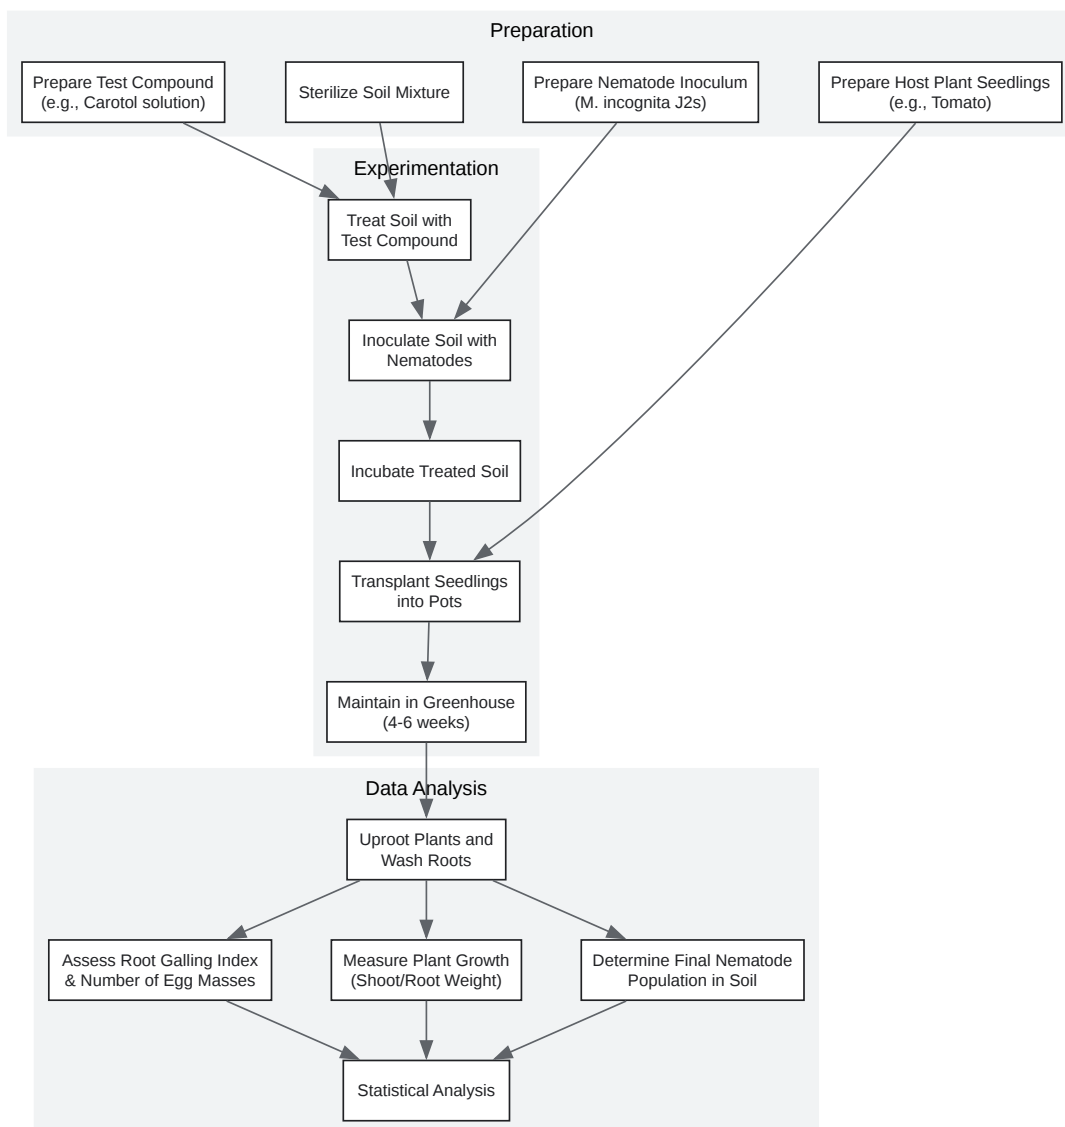 Preparation
Prepare Test Compound
(e.g., Carotol solution)
Sterilize Soil Mixture
Prepare Nematode Inoculum
(M. incognita J2s)
Prepare Host Plant Seedlings
(e.g., Tomato)
Experimentation
Treat Soil with
Test Compound
Inoculate Soil with
Nematodes
Incubate Treated Soil
Transplant Seedlings
into Pots
Maintain in Greenhouse
(4-6 weeks)
Data Analysis
Uproot Plants and
Wash Roots
Assess Root Galling Index
& Number of Egg Masses
Measure Plant Growth
(Shoot/Root Weight)
Determine Final Nematode
Population in Soil
Statistical Analysis